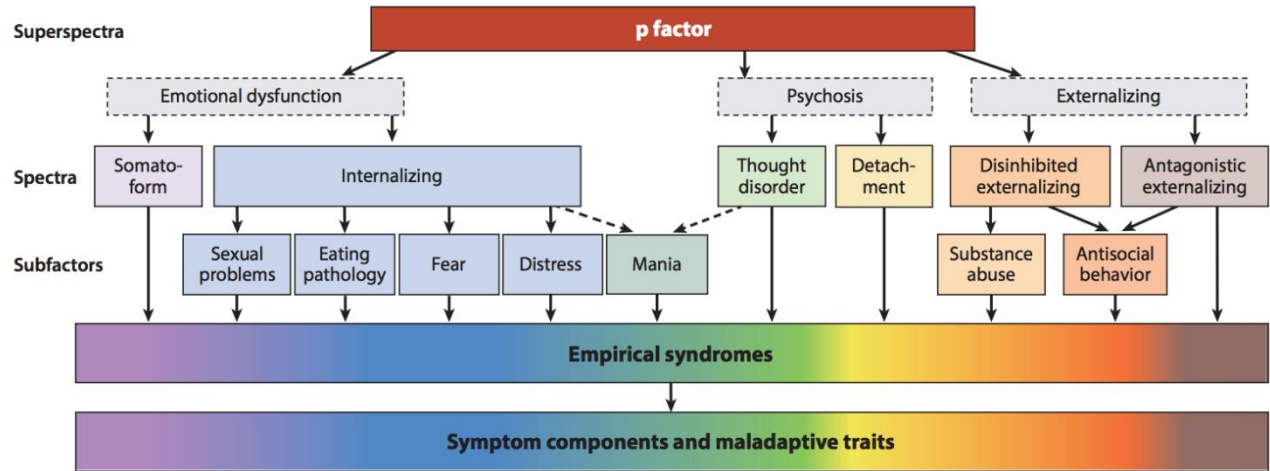 Superspectra
p factor
Emotional dysfunction
Psychosis
Externalizing
Spectra
Somato-
form
Internalizing
Thought
disorder
Detach-
ment
Disinhibited
externalizing
Antagonistic
externalizing
Subfactors
Sexual
problems
Eating
pathology
Fear
Distress
Mania
Substance
abuse
Antisocial
behavior
Empirical syndromes
Symptom components and maladaptive traits